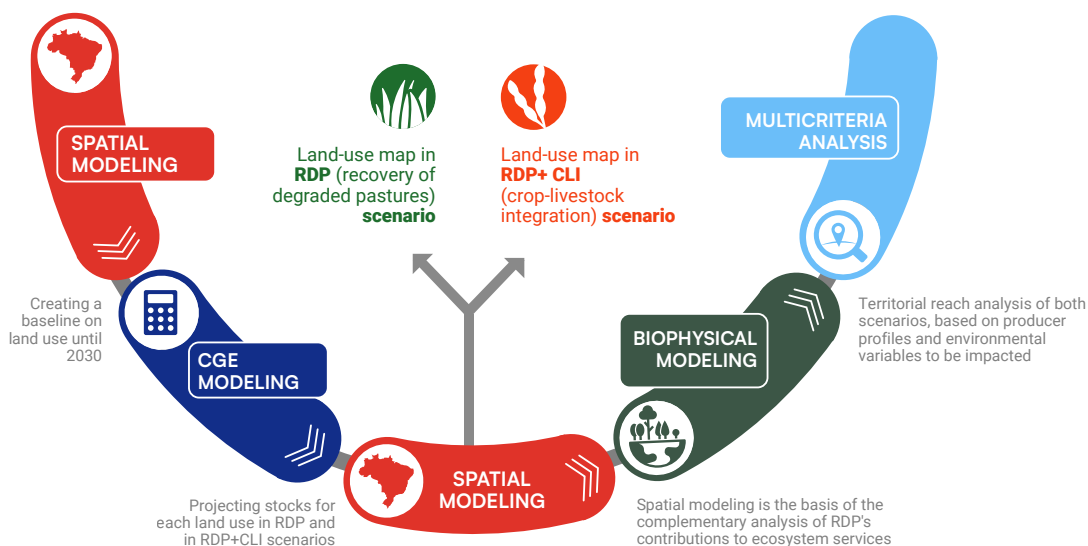 SPATIAL
MODELING
Creating a
baseline on
land use until
2030
CGE
MODELING
Projecting stocks for
each land use in RDP and
in RDP+CLI scenarios
Land-use map in
RDP (recovery of
degraded pastures)
scenario
Land-use map in
RDP+ CLI
(crop-livestock
integration) scenario
SPATIAL
MODELING
BIOPHYSICAL
MODELING
Spatial modeling is the basis of the
complementary analysis of RDP's
contributions to ecosystem services
MULTICRITERIA
ANALYSIS
Territorial reach analysis of both
scenarios, based on producer
profiles and environmental
variables to be impacted